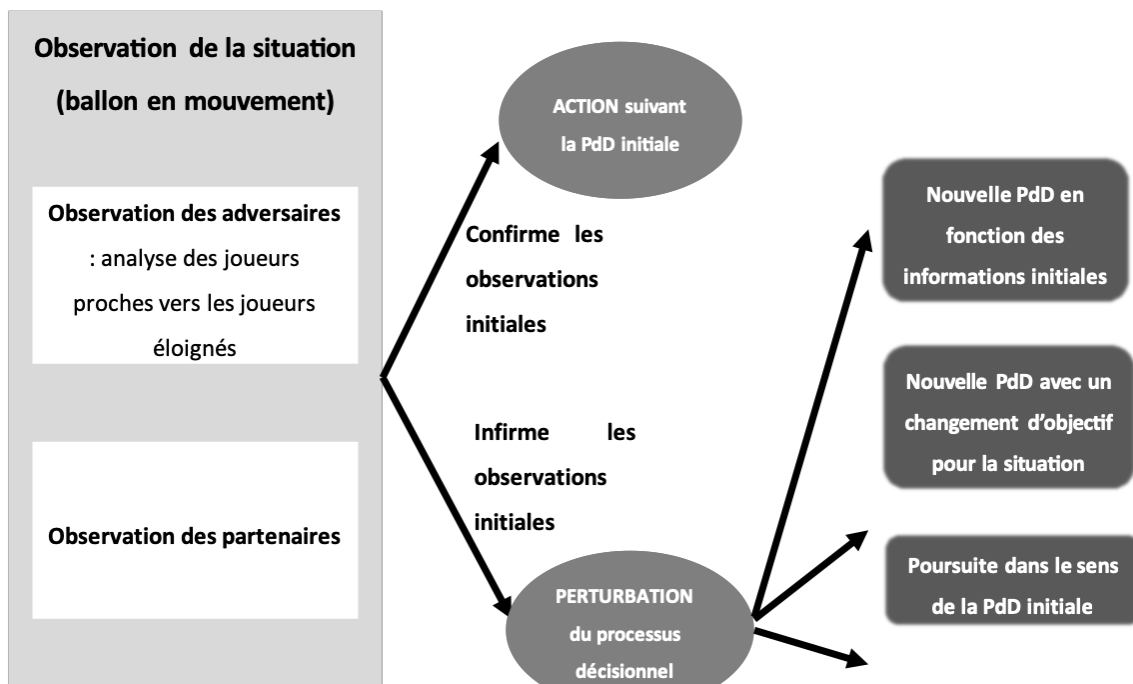 Observation de la situation
(ballon en mouvement)
Observation des adversaires
: analyse des joueurs
proches vers les joueurs
éloignés
Observation des partenaires
ACTION suivant
la PdD initiale
Confirme les
observations
initiales
Infirme les
observations
initiales
PERTURBATION
du processus
décisionnel
Nouvelle PdD en
fonction des
informations initiales
Nouvelle PdD avec un
changement d’objectif
pour la situation
Poursuite dans le sens
de la PdD initiale